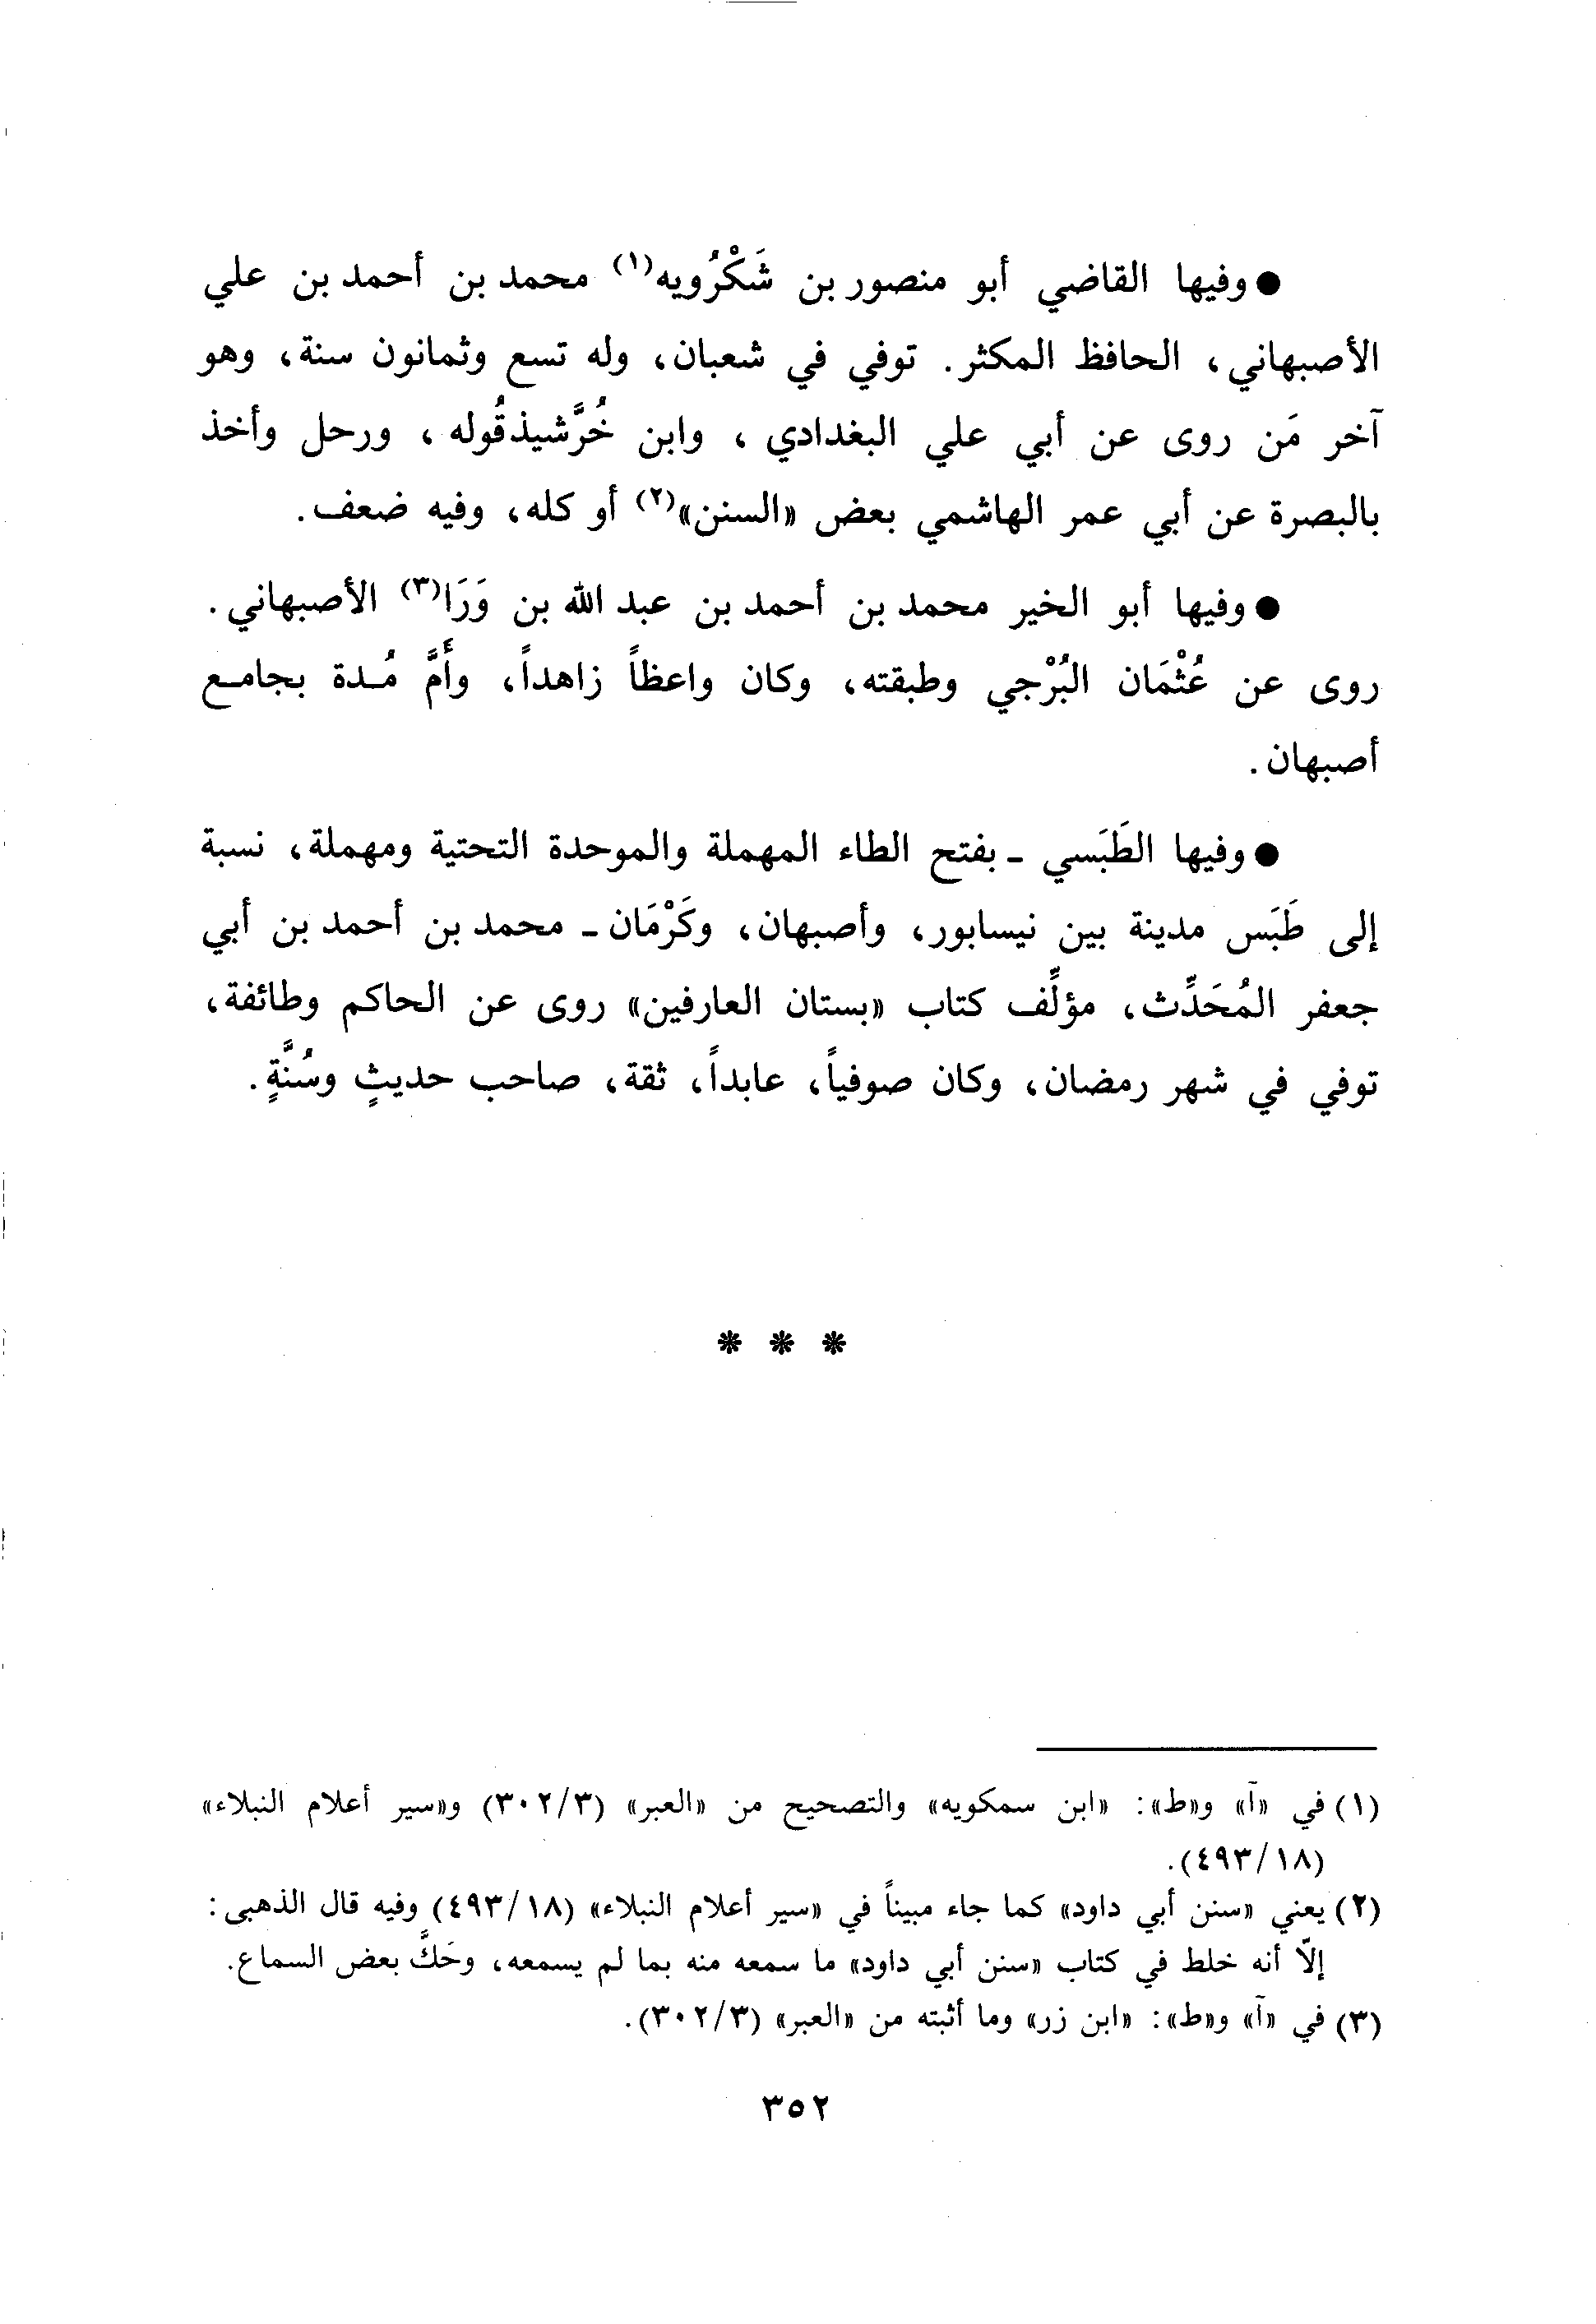 ● وفيها القاضي أبو منصور بن شَكْرُويه(١) محمد بن أحمد بن علي
الأصبهاني، الحافظ المكثر. توفي في شعبان، وله تسع وثمانون سنة، وهو
آخر مَن روى عن أبي علي البغدادي، وابن خُرَّشيذقُوله، ورحل وأخذ
بالبصرة عن أبي عمر الهاشمي بعض «السنن»(٢) أو كله، وفيه ضعف.
● وفيها أبو الخير محمد بن أحمد بن عبد الله بن وَرَا(٣) الأصبهاني.
روى عن عُثْمَان البُرْجي وطبقته، وكان واعظاً زاهداً، وأَمَّ مُـدة بجامـع
أصبهان.
● وفيها الطَبَسي - بفتح الطاء المهملة والموحدة التحتية ومهملة، نسبة
إلى طَبَس مدينة بين نيسابور، وأصبهان، وكَرْمَان - محمد بن أحمد بن أبي
جعفر المُحَدِّث، مؤلِّف كتاب «بستان العارفين» روى عن الحاكم وطائفة،
توفي في شهر رمضان، وكان صوفياً، عابداً، ثقة، صاحب حديثٍ وسُنَّةٍ.
* * *
(١) في «آ» و«ط»: «ابن سمكويه» والتصحيح من «العبر» (٣٠٢/٣) و«سير أعلام النبلاء»
(٤٩٣/١٨).
(٢) يعني «سنن أبي داود» كما جاء مبيناً في «سير أعلام النبلاء» (٤٩٣/١٨) وفيه قال الذهبي:
إلّا أنه خلط في كتاب «سنن أبي داود» ما سمعه منه بما لم يسمعه، وحَكَّ بعض السماع.
(٣) في «آ» و«ط»: «ابن زر» وما أثبته من «العبر» (٣٠٢/٣).
٣٥٢